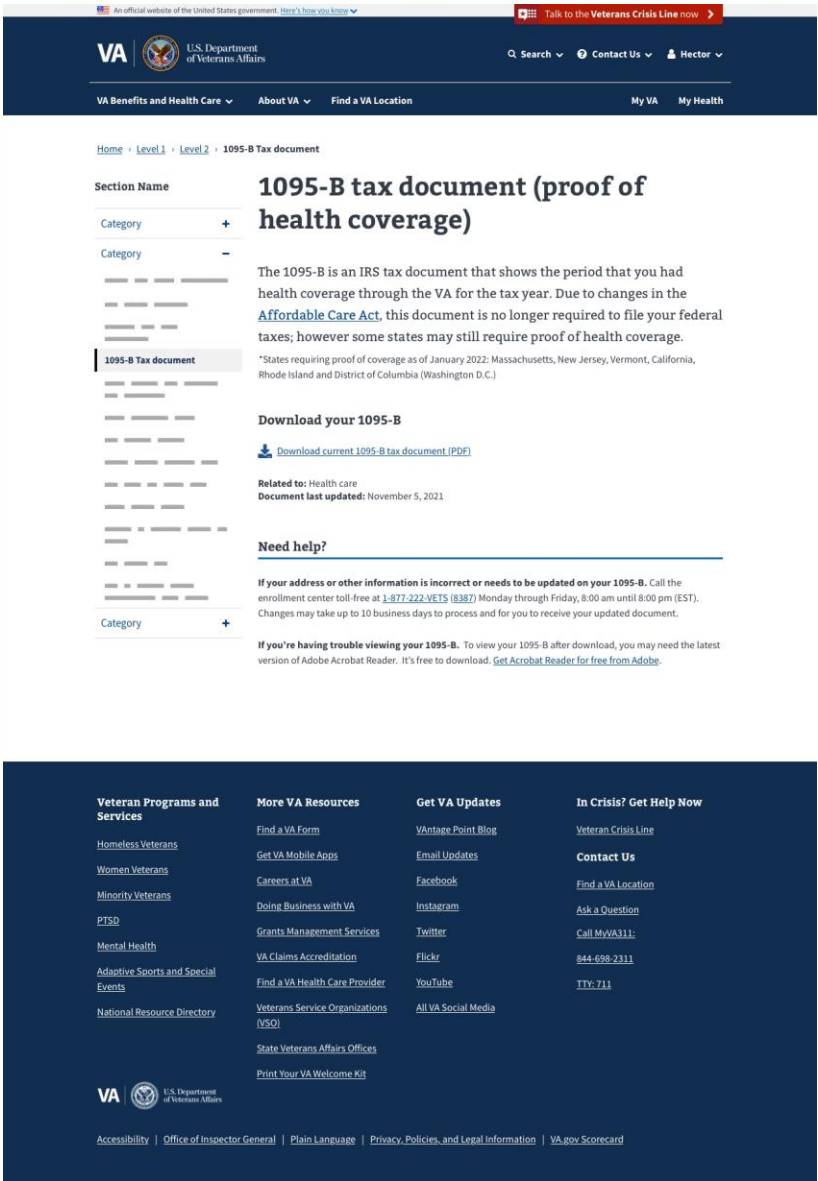 An official website of the United States government. Here's how you know
Talk to the Veterans Crisis Line now
VA
U.S. Department
of Veterans Affairs
Search
Contact Us
Hector
VA Benefits and Health Care
About VA
Find a VA Location
My VA
My Health
Home › Level 1 › Level 2 › 1095-B Tax document
Section Name
Category +
Category –
1095-B Tax document
Category +
1095-B tax document (proof of
health coverage)
The 1095-B is an IRS tax document that shows the period that you had
health coverage through the VA for the tax year. Due to changes in the
Affordable Care Act, this document is no longer required to file your federal
taxes; however some states may still require proof of health coverage.
*States requiring proof of coverage as of January 2022: Massachusetts, New Jersey, Vermont, California,
Rhode Island and District of Columbia (Washington D.C.)
Download your 1095-B
Download current 1095-B tax document (PDF)
Related to: Health care
Document last updated: November 5, 2021
Need help?
If your address or other information is incorrect or needs to be updated on your 1095-B. Call the
enrollment center toll-free at 1-877-222-VETS (8387) Monday through Friday, 8:00 am until 8:00 pm (EST).
Changes may take up to 10 business days to process and for you to receive your updated document.
If you're having trouble viewing your 1095-B. To view your 1095-B after download, you may need the latest
version of Adobe Acrobat Reader. It's free to download. Get Acrobat Reader for free from Adobe.
Veteran Programs and
Services
Homeless Veterans
Women Veterans
Minority Veterans
PTSD
Mental Health
Adaptive Sports and Special
Events
National Resource Directory
More VA Resources
Find a VA Form
Get VA Mobile Apps
Careers at VA
Doing Business with VA
Grants Management Services
VA Claims Accreditation
Find a VA Health Care Provider
Veterans Service Organizations
(VSO)
State Veterans Affairs Offices
Print Your VA Welcome Kit
Get VA Updates
VAntage Point Blog
Email Updates
Facebook
Instagram
Twitter
Flickr
YouTube
All VA Social Media
In Crisis? Get Help Now
Veteran Crisis Line
Contact Us
Find a VA Location
Ask a Question
Call MyVA311:
844-698-2311
TTY: 711
VA
U.S. Department
of Veterans Affairs
Accessibility | Office of Inspector General | Plain Language | Privacy, Policies, and Legal Information | VA.gov Scorecard